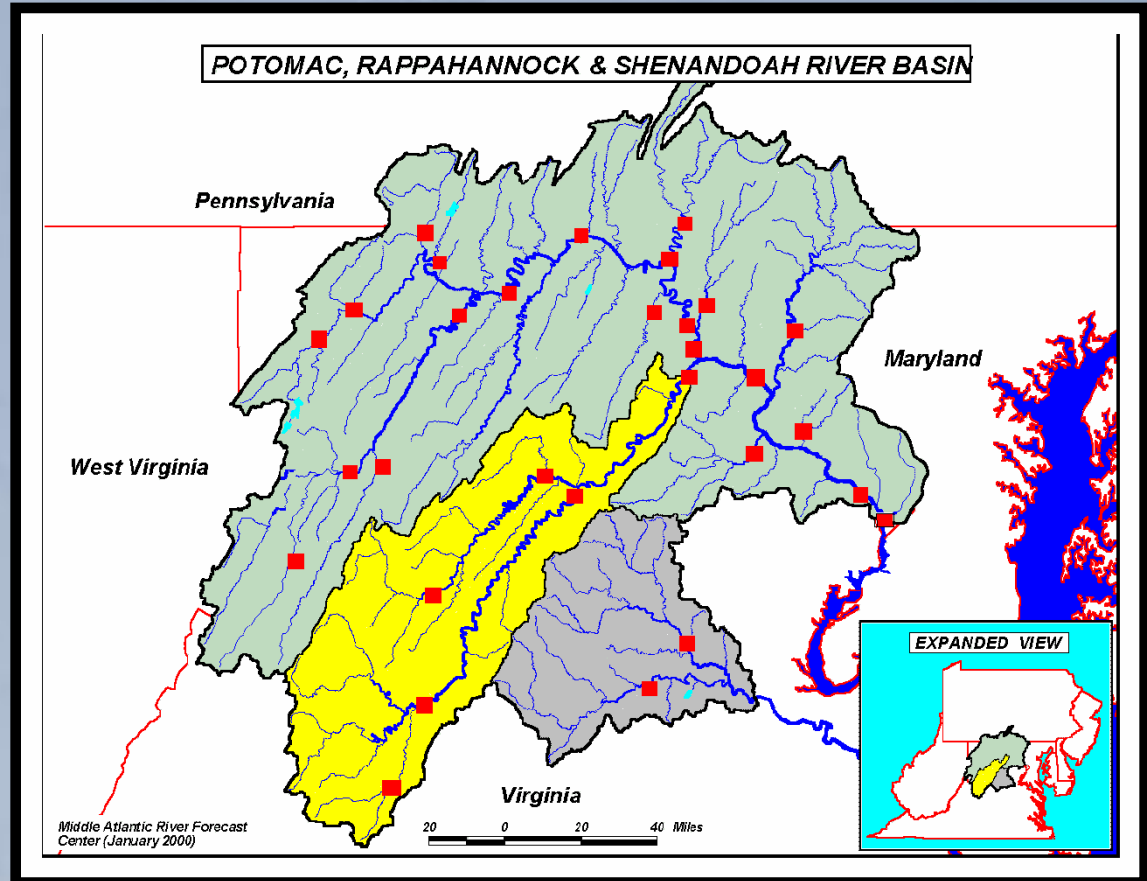 POTOMAC, RAPPAHANNOCK & SHENANDOAH RIVER BASIN
Pennsylvania
Maryland
West Virginia
EXPANDED VIEW
Virginia
Middle Atlantic River Forecast
Center (January 2000)
20 0 20 40 Miles